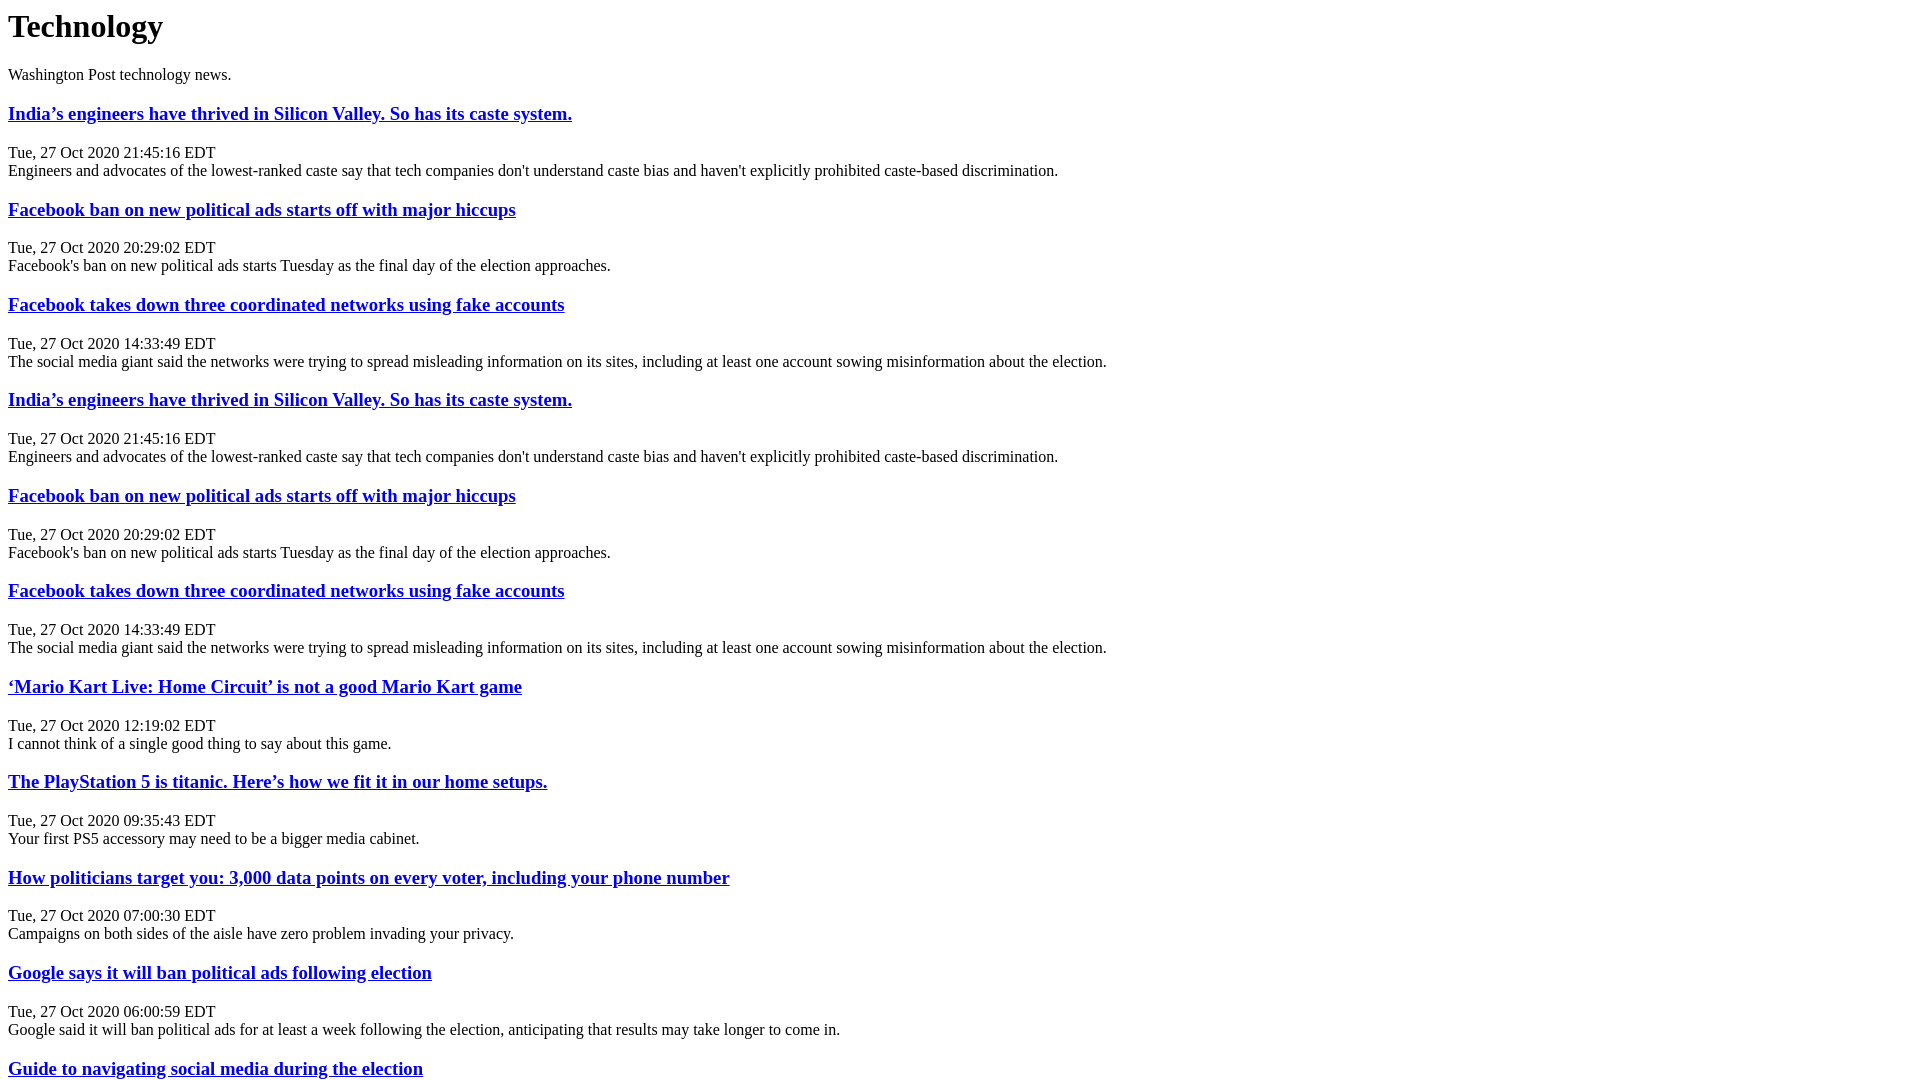 Technology
Washington Post technology news.
India’s engineers have thrived in Silicon Valley. So has its caste system.
Tue, 27 Oct 2020 21:45:16 EDT
Engineers and advocates of the lowest-ranked caste say that tech companies don't understand caste bias and haven't explicitly prohibited caste-based discrimination.
Facebook ban on new political ads starts off with major hiccups
Tue, 27 Oct 2020 20:29:02 EDT
Facebook's ban on new political ads starts Tuesday as the final day of the election approaches.
Facebook takes down three coordinated networks using fake accounts
Tue, 27 Oct 2020 14:33:49 EDT
The social media giant said the networks were trying to spread misleading information on its sites, including at least one account sowing misinformation about the election.
India’s engineers have thrived in Silicon Valley. So has its caste system.
Tue, 27 Oct 2020 21:45:16 EDT
Engineers and advocates of the lowest-ranked caste say that tech companies don't understand caste bias and haven't explicitly prohibited caste-based discrimination.
Facebook ban on new political ads starts off with major hiccups
Tue, 27 Oct 2020 20:29:02 EDT
Facebook's ban on new political ads starts Tuesday as the final day of the election approaches.
Facebook takes down three coordinated networks using fake accounts
Tue, 27 Oct 2020 14:33:49 EDT
The social media giant said the networks were trying to spread misleading information on its sites, including at least one account sowing misinformation about the election.
‘Mario Kart Live: Home Circuit’ is not a good Mario Kart game
Tue, 27 Oct 2020 12:19:02 EDT
I cannot think of a single good thing to say about this game.
The PlayStation 5 is titanic. Here’s how we fit it in our home setups.
Tue, 27 Oct 2020 09:35:43 EDT
Your first PS5 accessory may need to be a bigger media cabinet.
How politicians target you: 3,000 data points on every voter, including your phone number
Tue, 27 Oct 2020 07:00:30 EDT
Campaigns on both sides of the aisle have zero problem invading your privacy.
Google says it will ban political ads following election
Tue, 27 Oct 2020 06:00:59 EDT
Google said it will ban political ads for at least a week following the election, anticipating that results may take longer to come in.
Guide to navigating social media during the election